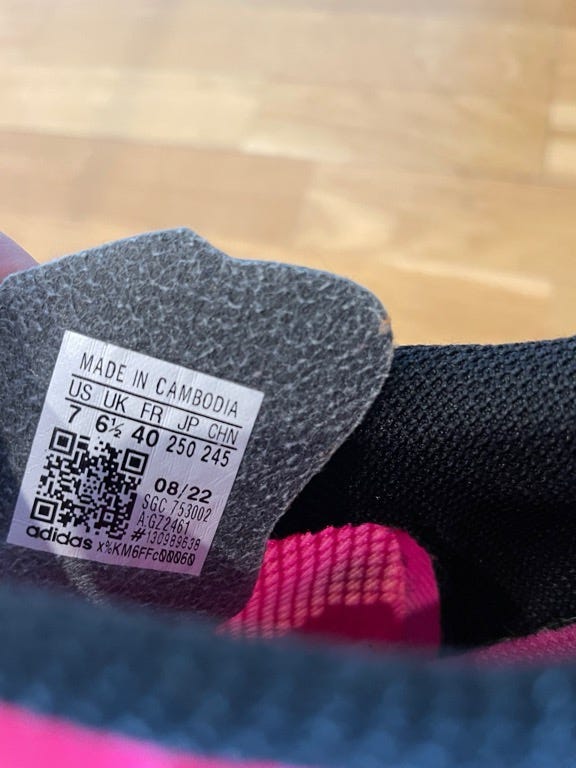 MADE IN CAMBODIA
US UK FR JP CHN
7 6½ 40 250 245
08/22
SGC 753002
A:GZ2461
#130989638
adidas x%KM6FFc00060